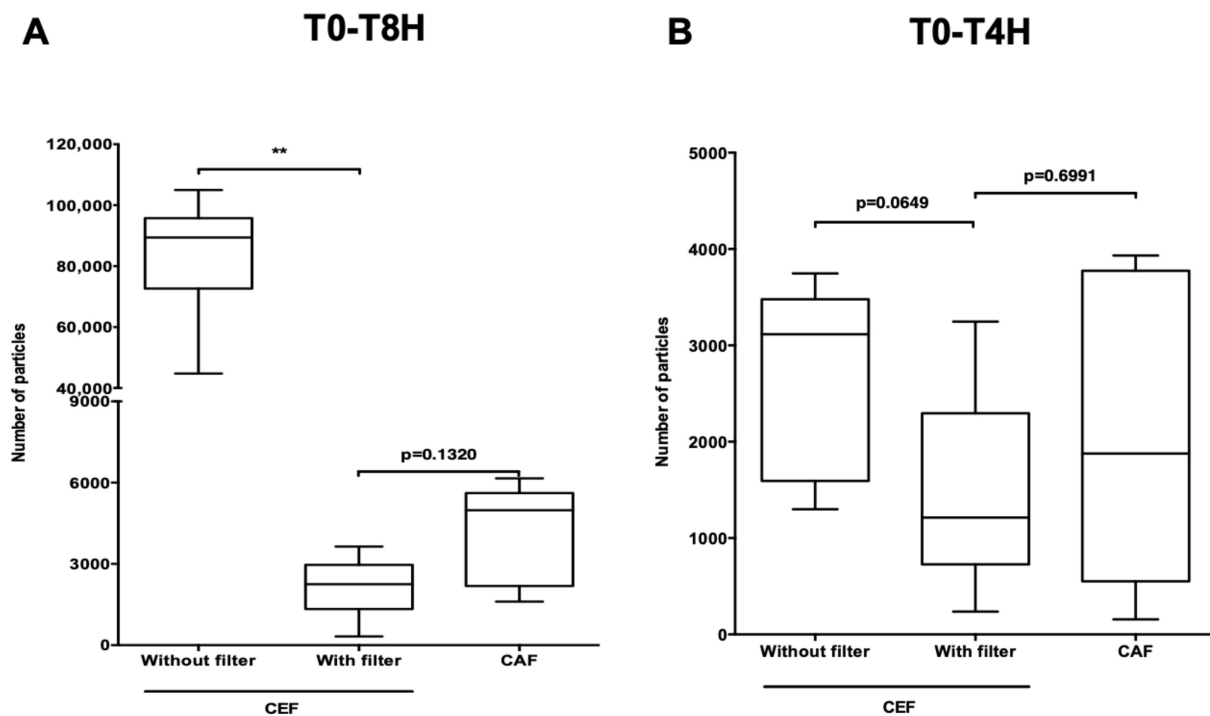 A
T0-T8H
Number of particles
120,000
100,000
80,000
60,000
40,000
9000
6000
3000
0
**
p=0.1320
Without filter
With filter
CAF
CEF
B
T0-T4H
Number of particles
5000
4000
3000
2000
1000
0
p=0.0649
p=0.6991
Without filter
With filter
CAF
CEF